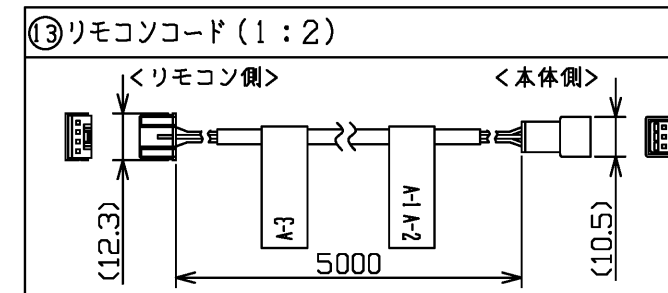 ⑬リモコンコード(1:2)
<リモコン側>
<本体側>
(12.3)
A-3
A-1 A-2
(10.5)
5000